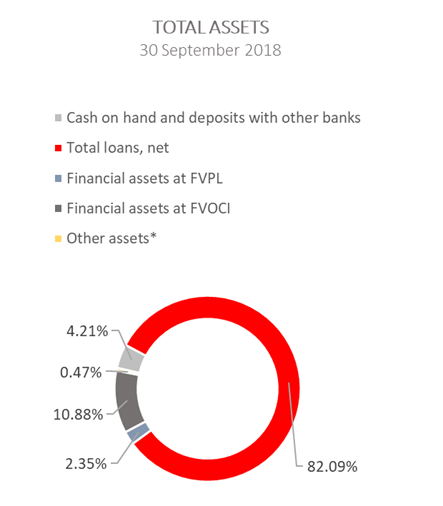 TOTAL ASSETS
30 September 2018
Cash on hand and deposits with other banks
Total loans, net
Financial assets at FVPL
Financial assets at FVOCI
Other assets*
4.21%
0.47%
10.88%
2.35%
82.09%